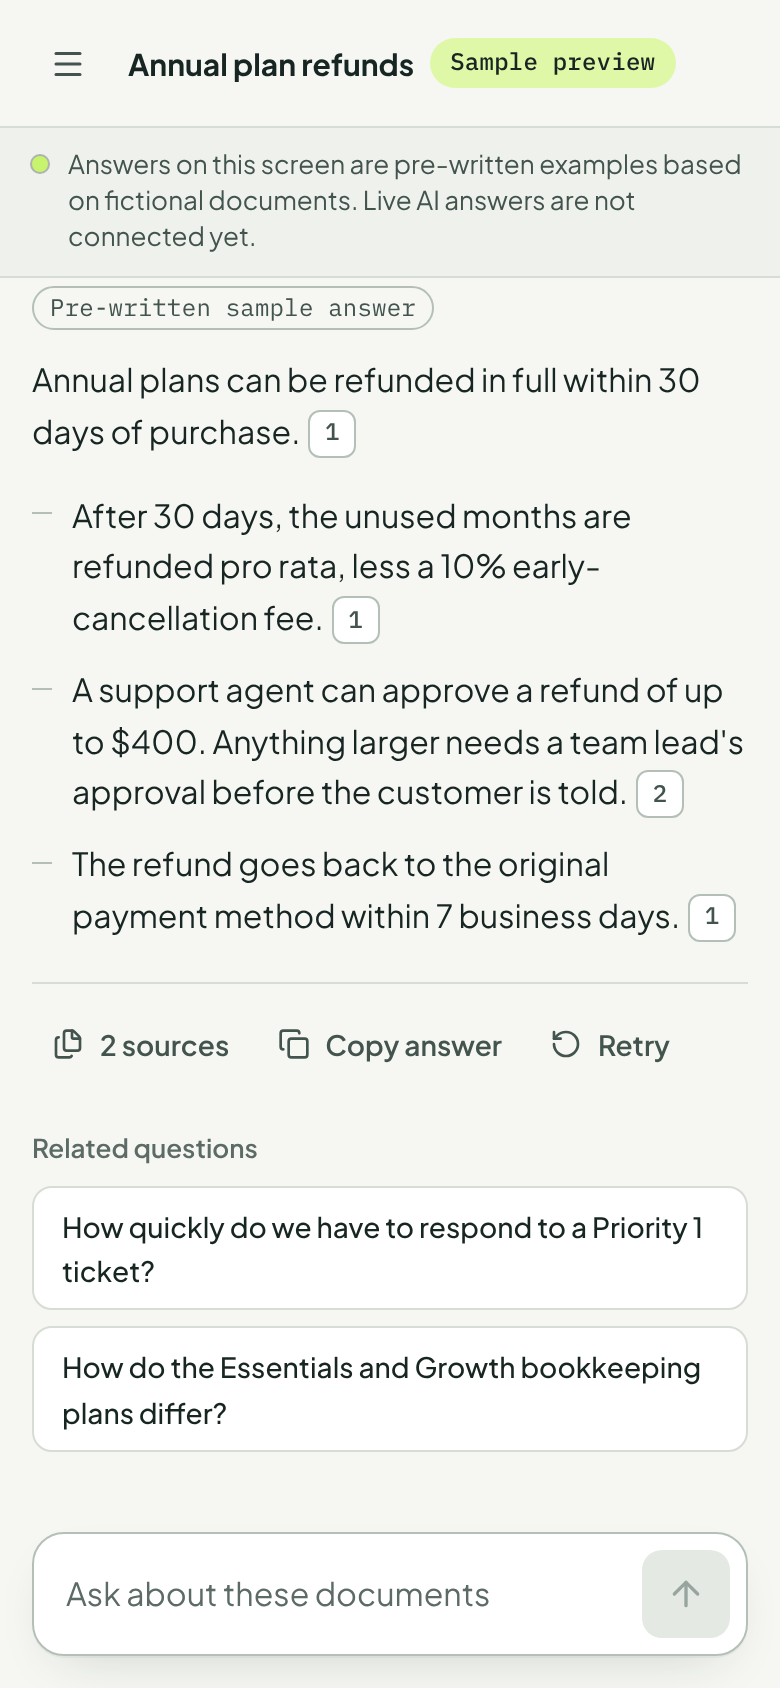 Annual plan refunds
Sample preview
Answers on this screen are pre-written examples based
on fictional documents. Live AI answers are not
connected yet.
Pre-written sample answer
Annual plans can be refunded in full within 30
days of purchase. 1
After 30 days, the unused months are
refunded pro rata, less a 10% early-
cancellation fee. 1
A support agent can approve a refund of up
to $400. Anything larger needs a team lead's
approval before the customer is told. 2
The refund goes back to the original
payment method within 7 business days. 1
2 sources
Copy answer
Retry
Related questions
How quickly do we have to respond to a Priority 1
ticket?
How do the Essentials and Growth bookkeeping
plans differ?
Ask about these documents